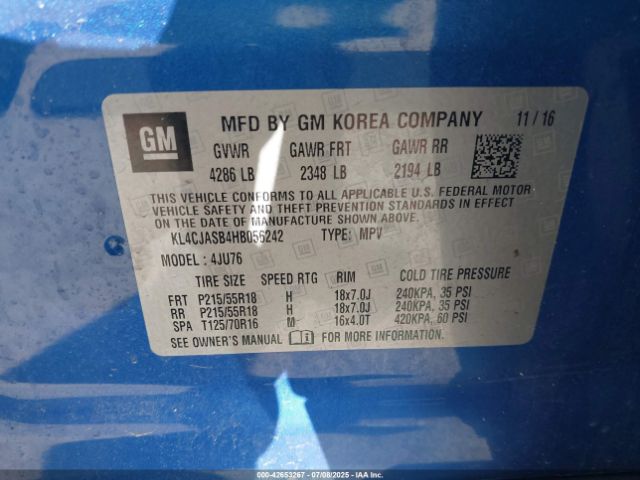 GM MFD BY GM KOREA COMPANY 11/16
GVWR GAWR FRT GAWR RR
4286 LB 2348 LB 2194 LB
THIS VEHICLE CONFORMS TO ALL APPLICABLE U.S. FEDERAL MOTOR
VEHICLE SAFETY AND THEFT PREVENTION STANDARDS IN EFFECT
ON THE DATE OF MANUFACTURE SHOWN ABOVE.
KL4CJASB4HB056242 TYPE: MPV
MODEL: 4JU76
TIRE SIZE SPEED RTG RIM COLD TIRE PRESSURE
FRT P215/55R18 H 18x7.0J 240KPA, 35 PSI
RR P215/55R18 H 18x7.0J 240KPA, 35 PSI
SPA T125/70R16 M 16x4.0T 420KPA, 60 PSI
SEE OWNER'S MANUAL FOR MORE INFORMATION.
000-42653267 - 07/08/2025 - IAAI.COM